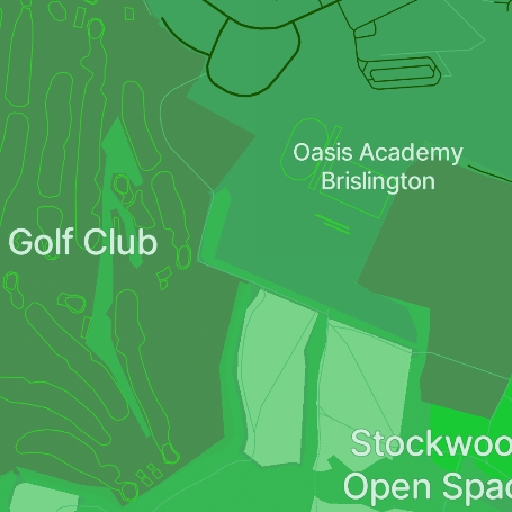 Oasis Academy
Brislington
Golf Club
Stockwoo
Open Spac